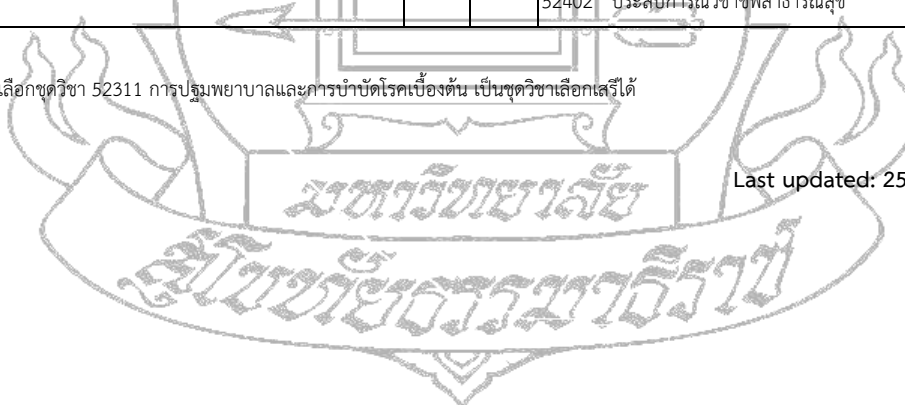 52402 ประสบการณ์วิชาชีพสาธารณสุข
เลือกชุดวิชา 52311 การปฐมพยาบาลและการบำบัดโรคเบื้องต้น เป็นชุดวิชาเลือกเสรีได้
มหาวิทยาลัย
Last updated: 25
สุโขทัยธรรมาธิราช